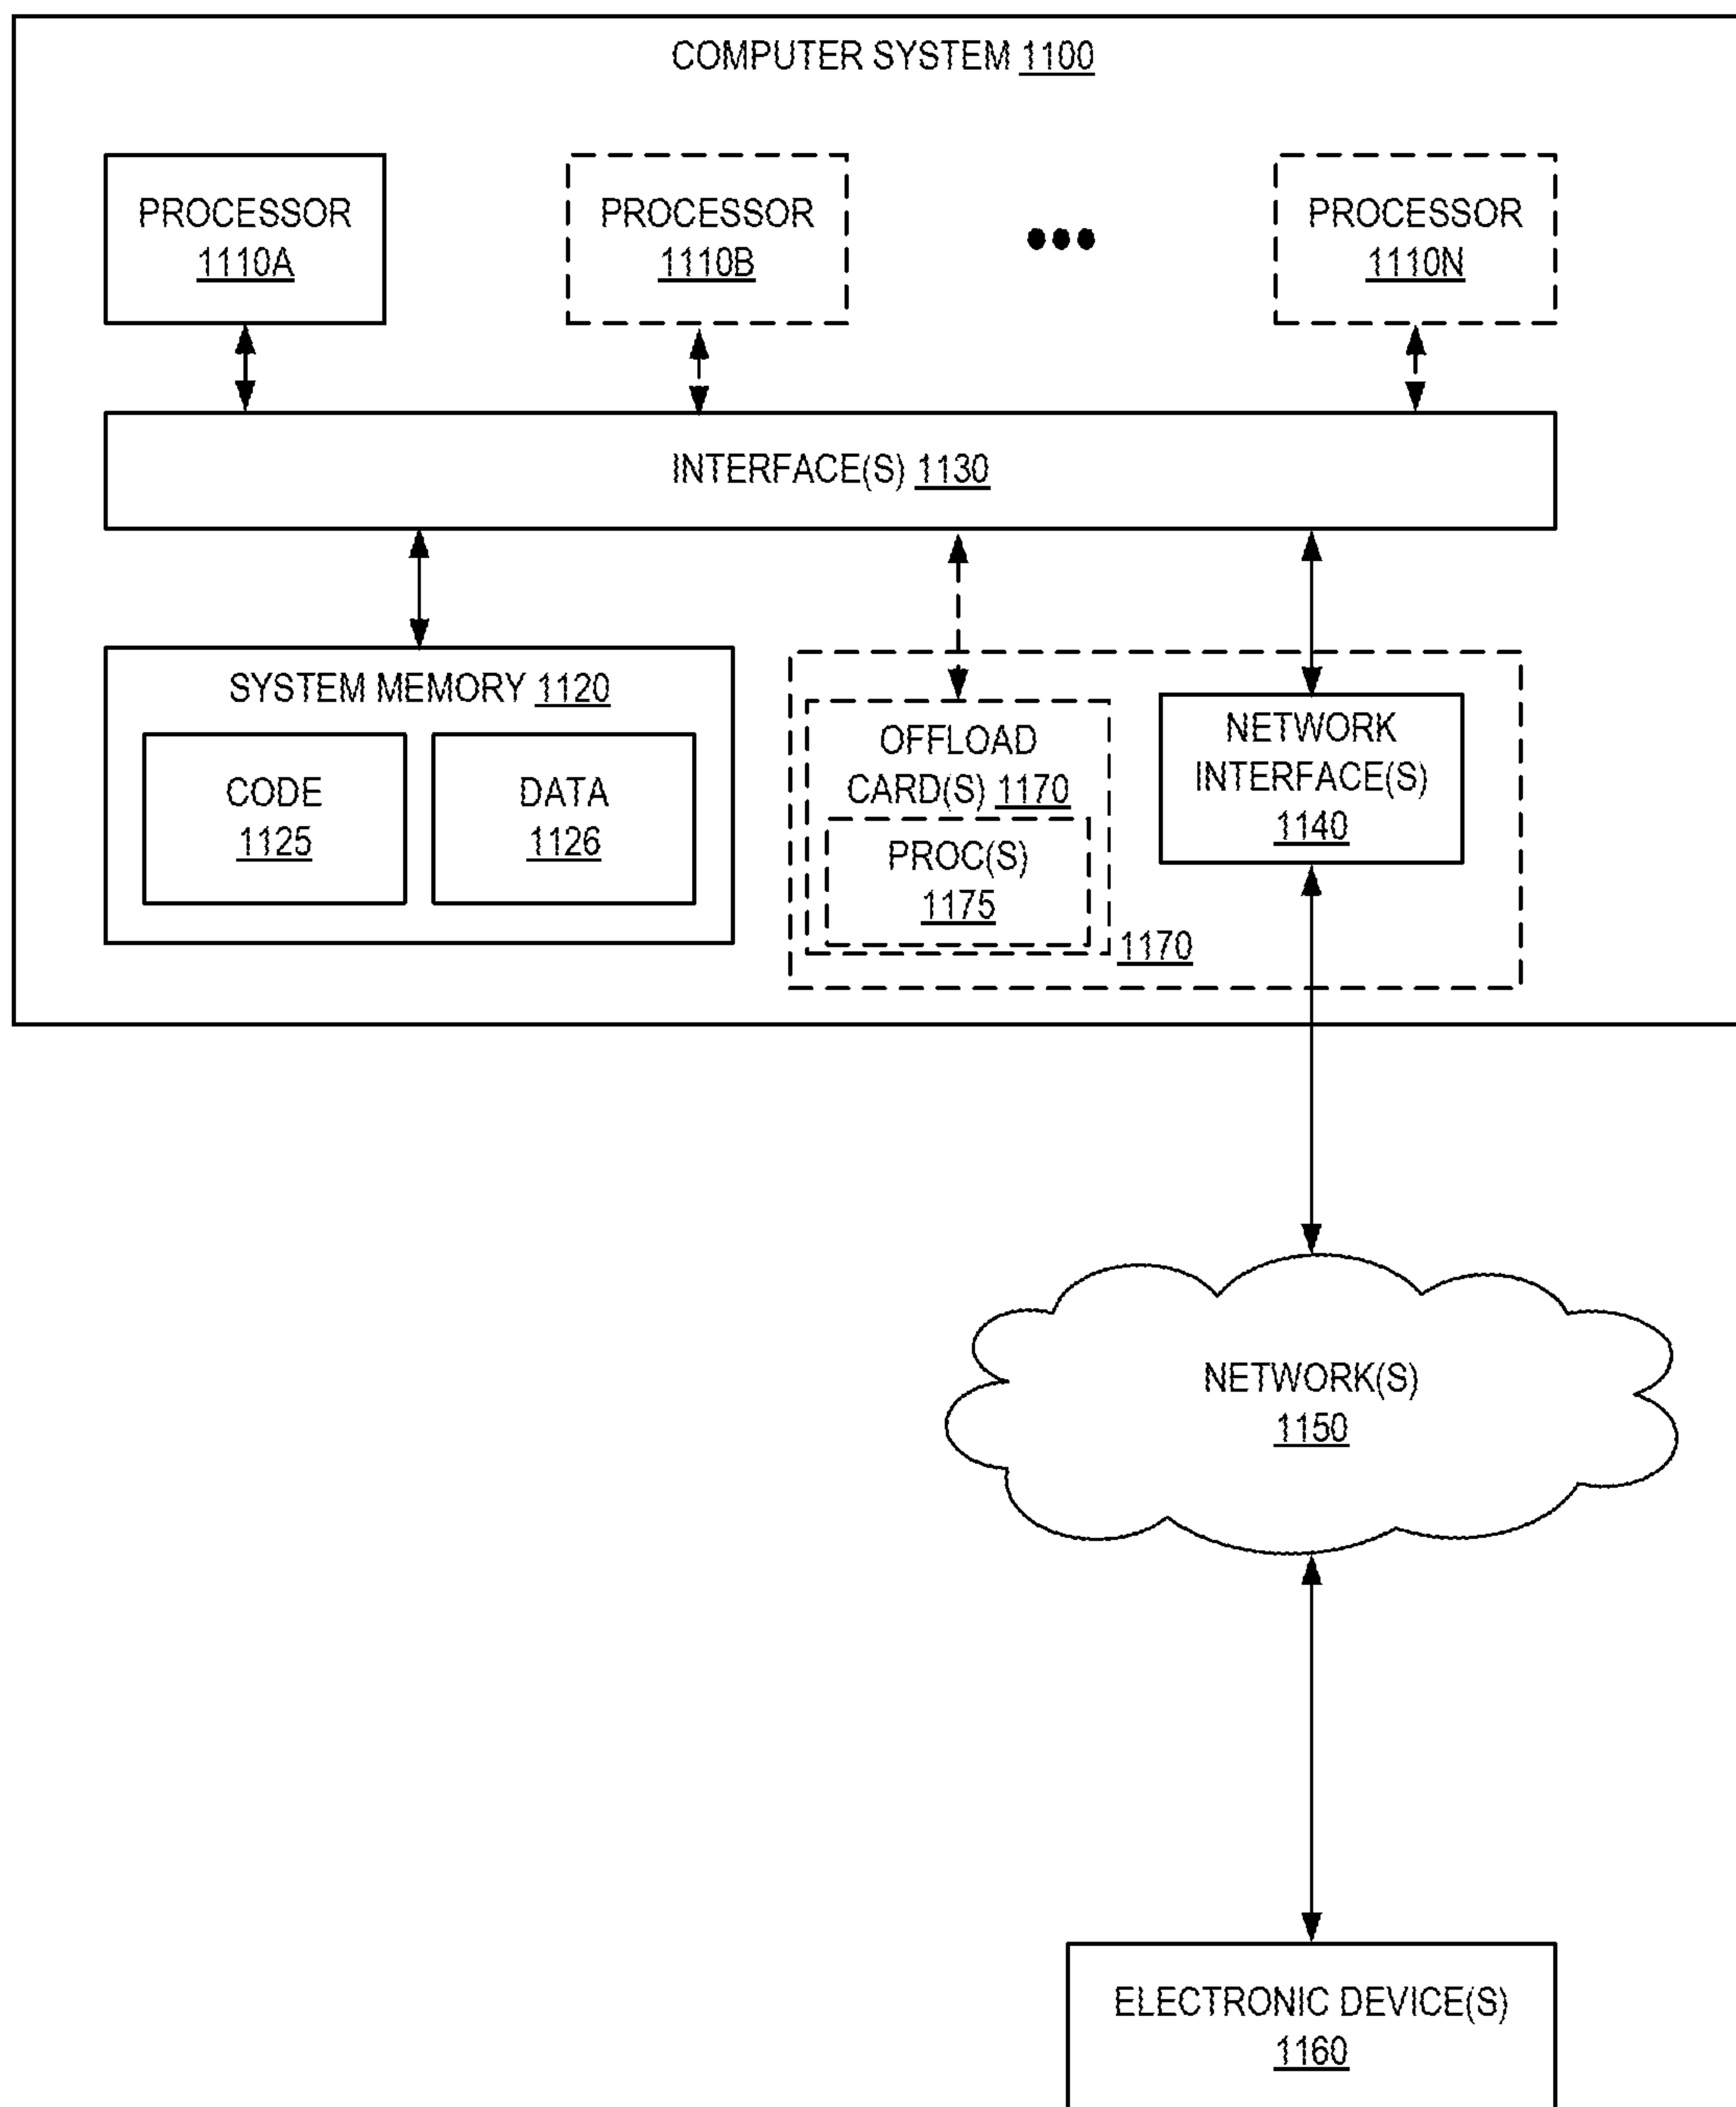 COMPUTER SYSTEM 1100
PROCESSOR
1110A
PROCESSOR
1110B
PROCESSOR
1110N
INTERFACE(S) 1130
SYSTEM MEMORY 1120
CODE
1125
DATA
1126
OFFLOAD
CARD(S) 1170
PROC(S)
1175
1170
NETWORK
INTERFACE(S)
1140
NETWORK(S)
1150
ELECTRONIC DEVICE(S)
1160